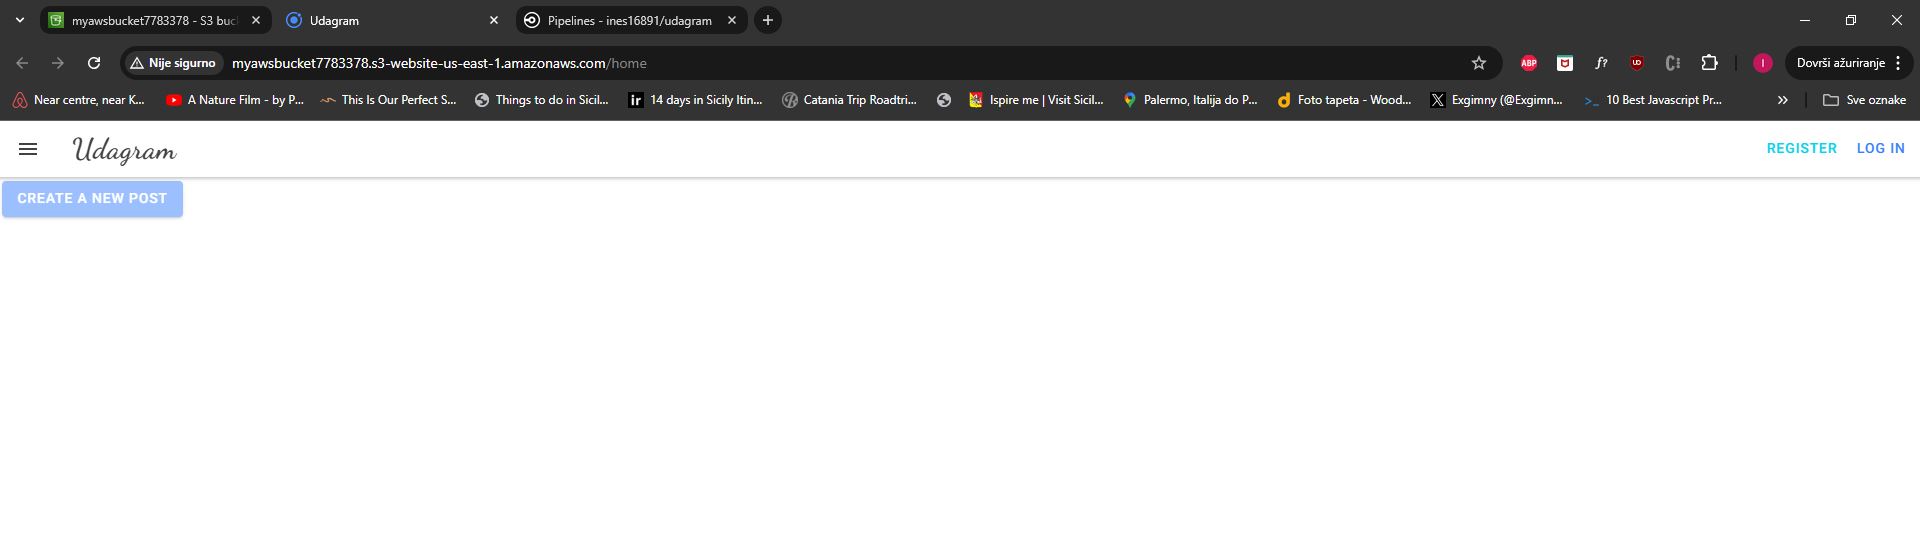 myawsbucket7783378 - S3 buc
Udagram
Pipelines - ines16891/udagram
Nije sigurno
myawsbucket7783378.s3-website-us-east-1.amazonaws.com/home
ABP
f?
I
Dovrši ažuriranje
Near centre, near K...
A Nature Film - by P...
This Is Our Perfect S...
Things to do in Sicil...
14 days in Sicily Itin...
Catania Trip Roadtri...
Ispire me | Visit Sicil...
Palermo, Italija do P...
Foto tapeta - Wood...
Exgimny (@Exgimn...
10 Best Javascript Pr...
Sve oznake
Udagram
REGISTER
LOG IN
CREATE A NEW POST